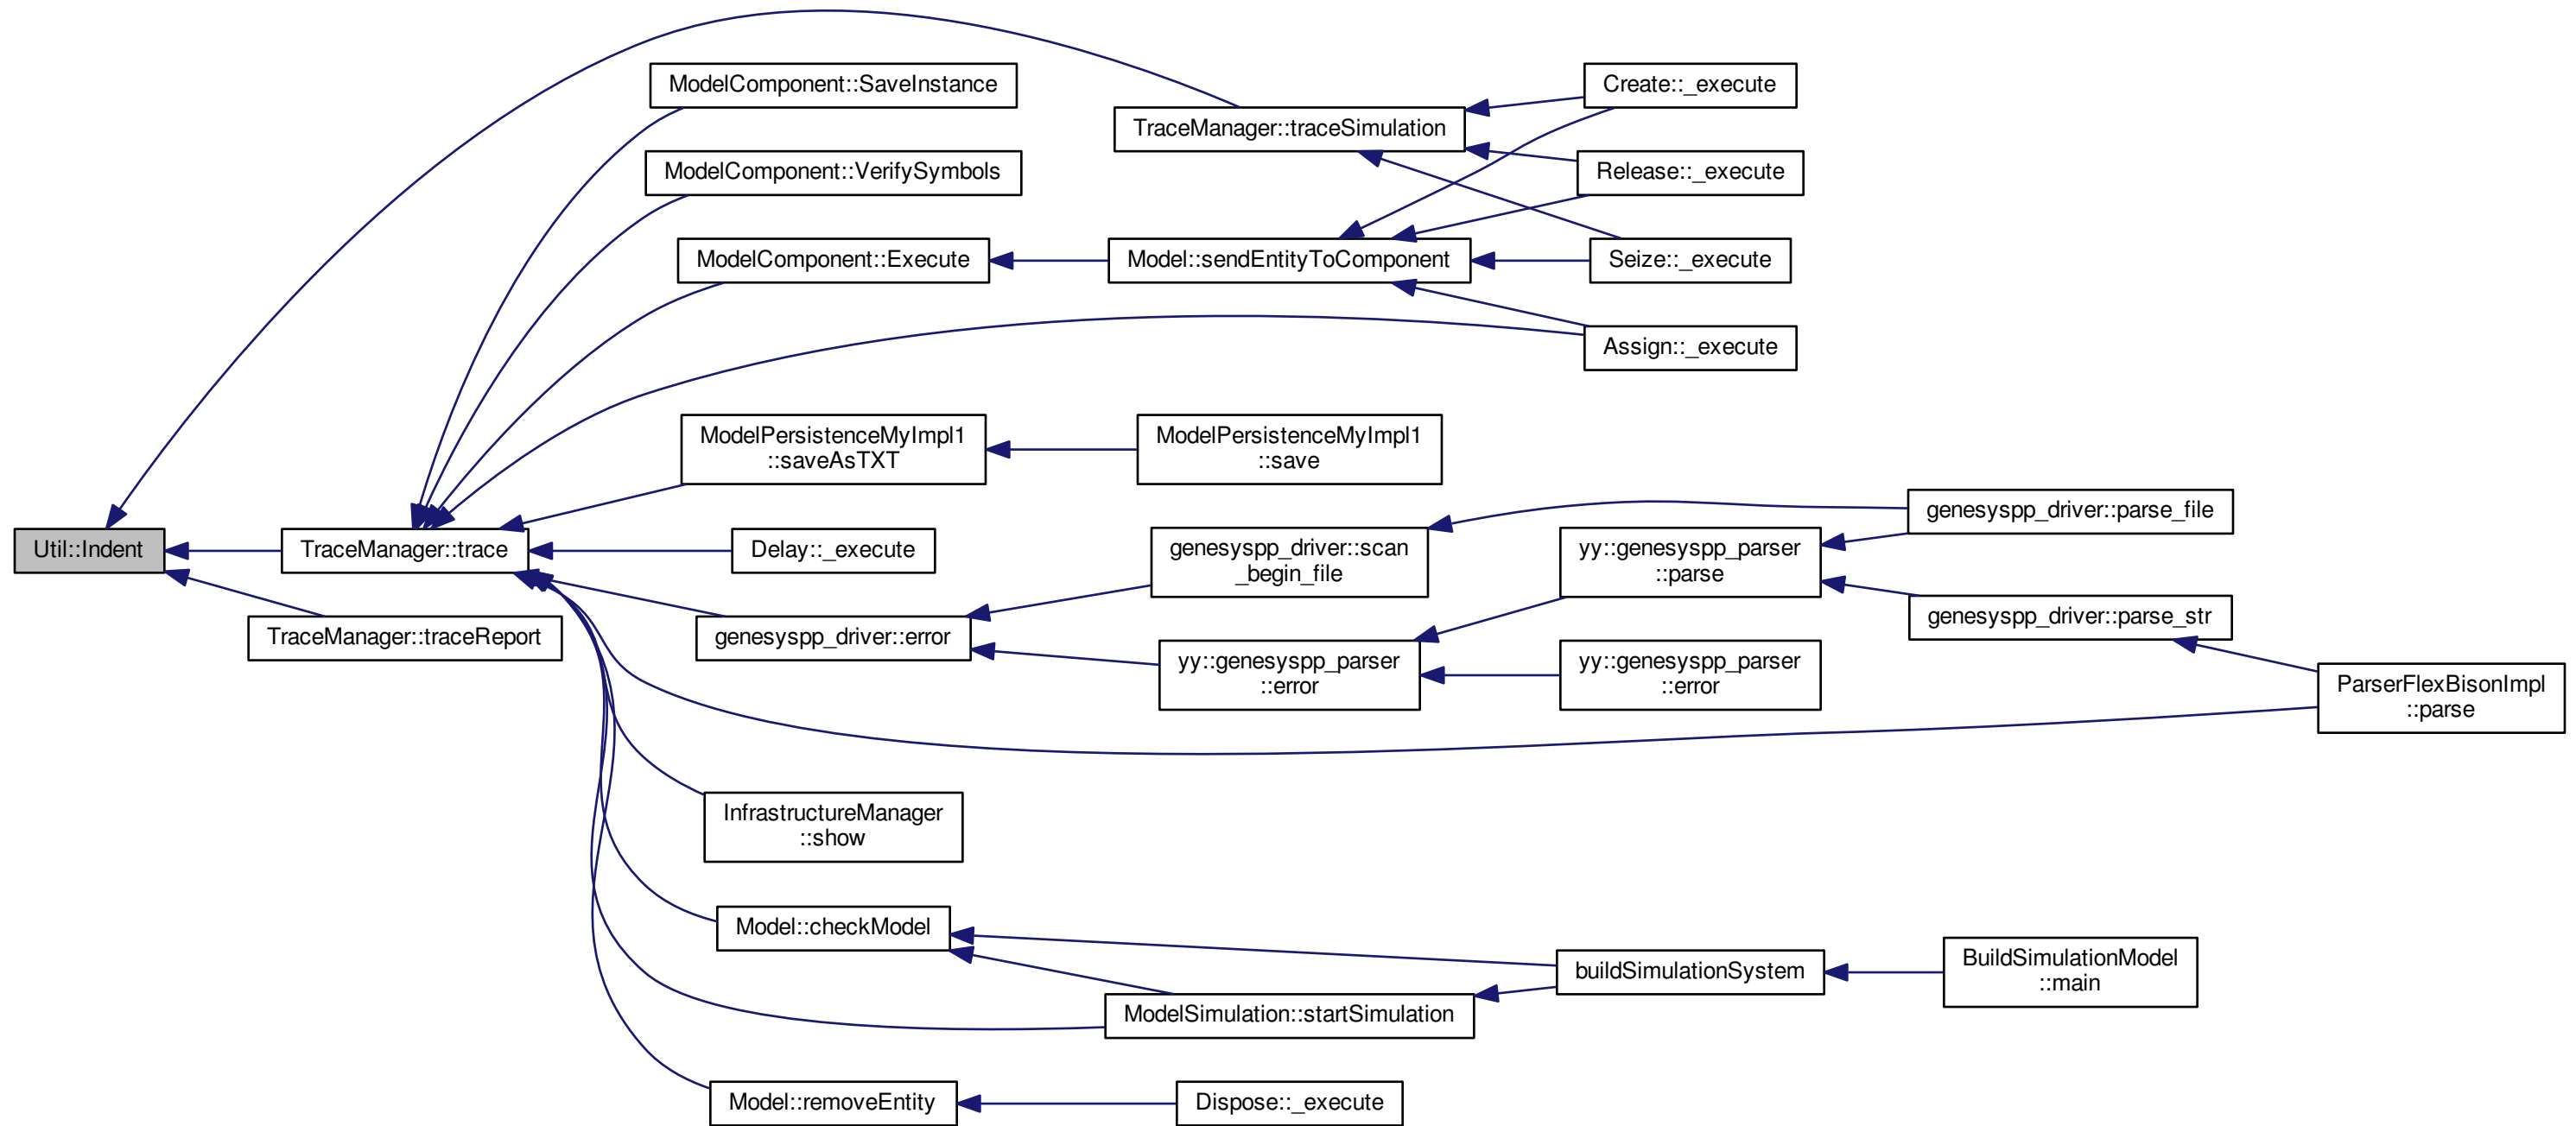 ModelComponent::SaveInstance
Create::_execute
TraceManager::traceSimulation
ModelComponent::VerifySymbols
Release::_execute
ModelComponent::Execute
Model::sendEntityToComponent
Seize::_execute
Assign::_execute
ModelPersistenceMyImpl1
::saveAsTXT
ModelPersistenceMyImpl1
::save
genesyspp_driver::parse_file
Util::Indent
TraceManager::trace
Delay::_execute
genesyspp_driver::scan
_begin_file
yy::genesyspp_parser
::parse
genesyspp_driver::parse_str
TraceManager::traceReport
genesyspp_driver::error
yy::genesyspp_parser
::error
yy::genesyspp_parser
::error
ParserFlexBisonImpl
::parse
InfrastructureManager
::show
Model::checkModel
buildSimulationSystem
BuildSimulationModel
::main
ModelSimulation::startSimulation
Model::removeEntity
Dispose::_execute